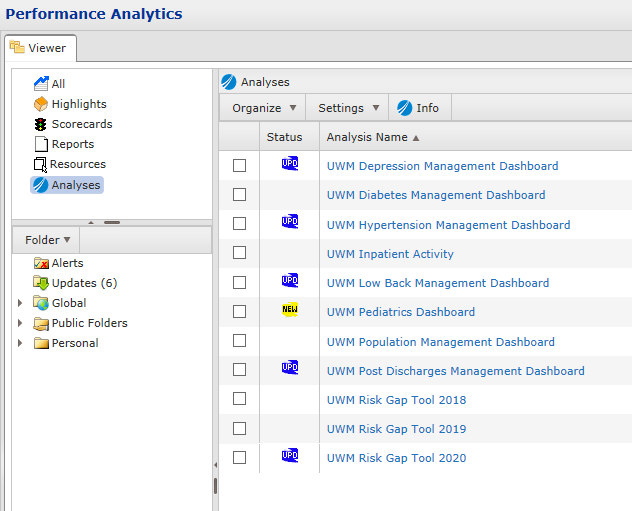 Performance Analytics
Viewer
All
Highlights
Scorecards
Reports
Resources
Analyses
Folder
Alerts
Updates (6)
Global
Public Folders
Personal
Analyses
Organize Settings Info
Status Analysis Name
UPD UWM Depression Management Dashboard
UWM Diabetes Management Dashboard
UPD UWM Hypertension Management Dashboard
UWM Inpatient Activity
UPD UWM Low Back Management Dashboard
NEW UWM Pediatrics Dashboard
UWM Population Management Dashboard
UPD UWM Post Discharges Management Dashboard
UWM Risk Gap Tool 2018
UWM Risk Gap Tool 2019
UPD UWM Risk Gap Tool 2020